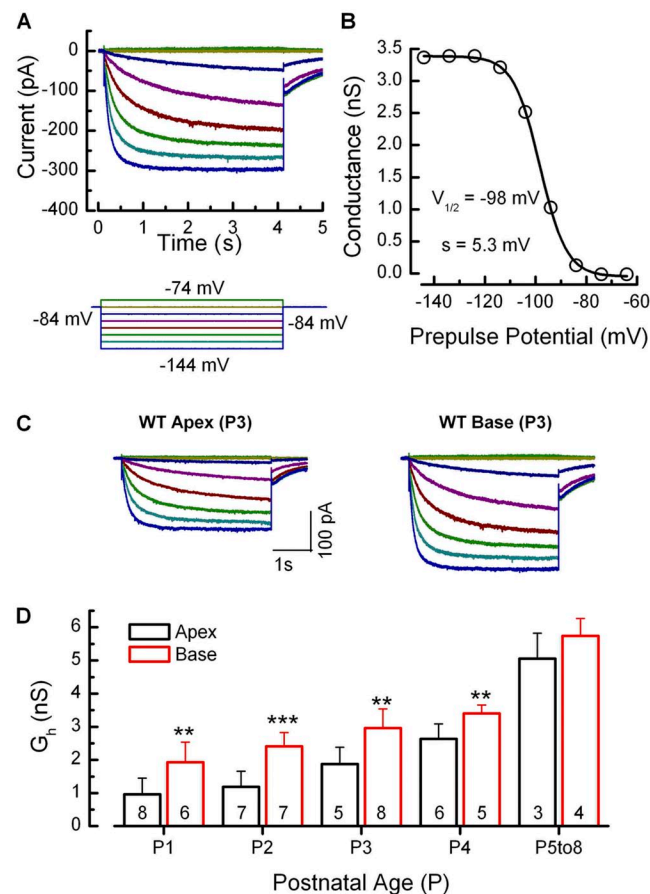 A
0
-100
-200
-300
-400
Current (pA)
0 1 2 3 4 5
Time (s)
-74 mV
-84 mV
-84 mV
-144 mV
B
3.5
3.0
2.5
2.0
1.5
1.0
0.5
0.0
Conductance (nS)
V1/2 = -98 mV
s = 5.3 mV
-140 -120 -100 -80 -60
Prepulse Potential (mV)
C
WT Apex (P3)
WT Base (P3)
100 pA
1s
D
Apex
Base
6
5
4
3
2
1
0
Gh (nS)
** *** ** **
8 6 7 7 5 8 6 5 3 4
P1 P2 P3 P4 P5to8
Postnatal Age (P)